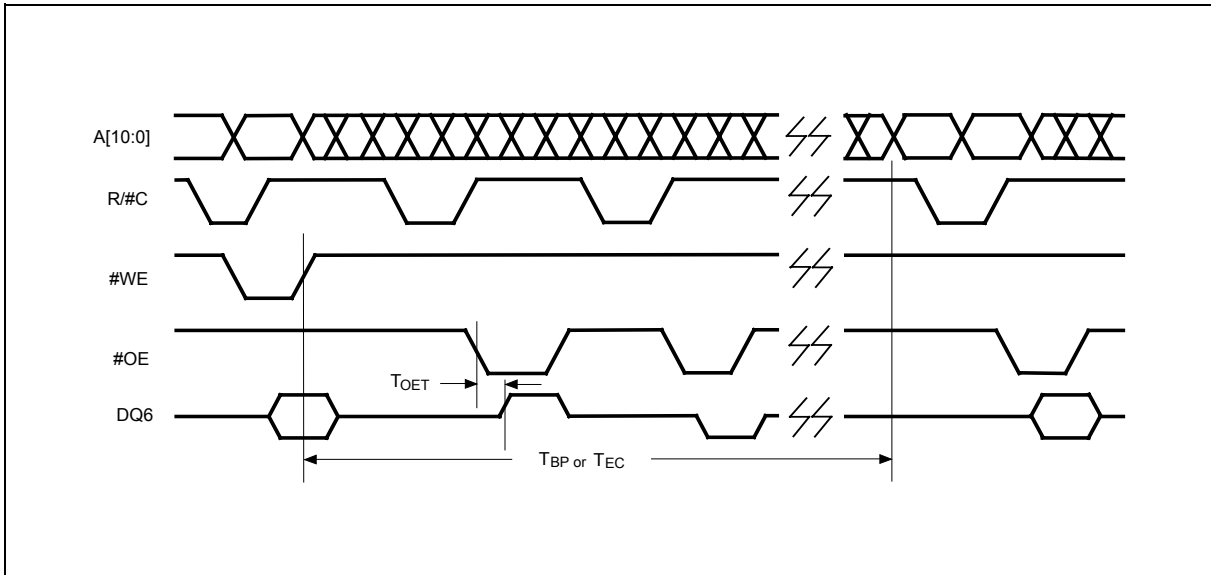 A[10:0]
R/#C
#WE
#OE
TOET
DQ6
TBP or TEC